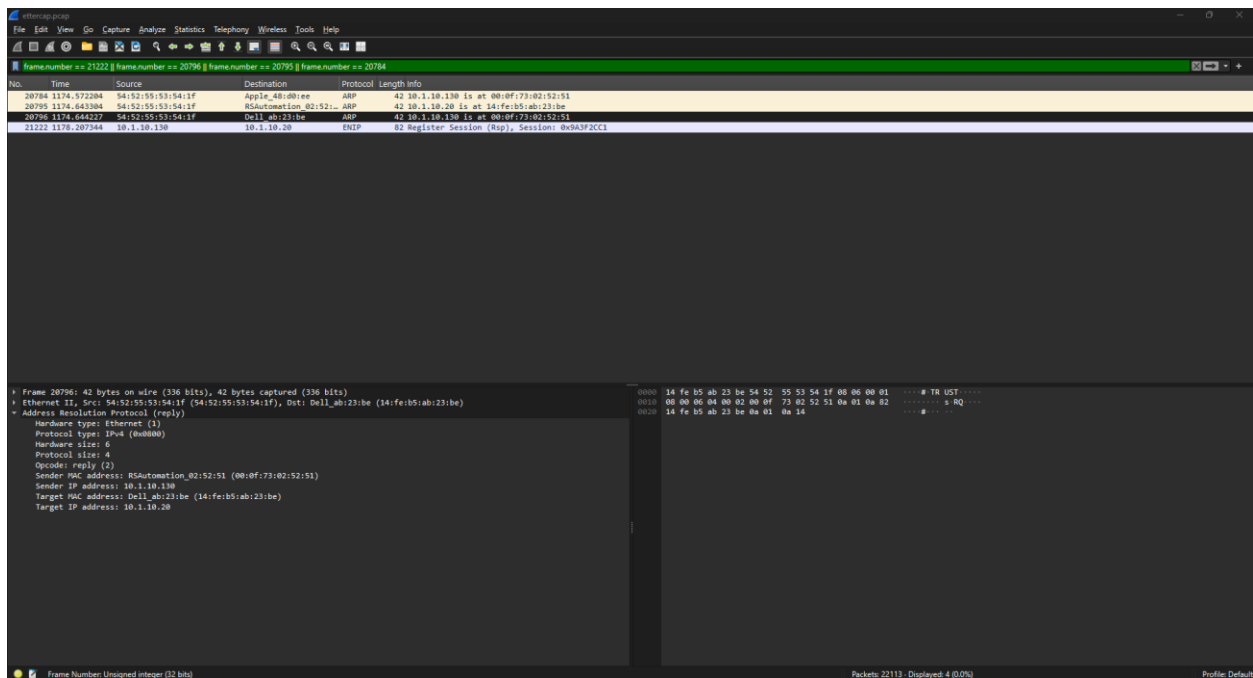 ettercap.pcap
File Edit View Go Capture Analyze Statistics Telephony Wireless Tools Help
frame.number == 21222 || frame.number == 20796 || frame.number == 20795 || frame.number == 20784
No. Time Source Destination Protocol Length Info
20784 1174.572204 54:52:55:53:54:1f Apple_48:d0:ee ARP 42 10.1.10.130 is at 00:0f:73:02:52:51
20795 1174.643304 54:52:55:53:54:1f RSAutomation_02:52:… ARP 42 10.1.10.20 is at 14:fe:b5:ab:23:be
20796 1174.644227 54:52:55:53:54:1f Dell_ab:23:be ARP 42 10.1.10.130 is at 00:0f:73:02:52:51
21222 1178.207344 10.1.10.130 10.1.10.20 ENIP 82 Register Session (Rsp), Session: 0x9A3F2CC1
Frame 20796: 42 bytes on wire (336 bits), 42 bytes captured (336 bits)
Ethernet II, Src: 54:52:55:53:54:1f (54:52:55:53:54:1f), Dst: Dell_ab:23:be (14:fe:b5:ab:23:be)
Address Resolution Protocol (reply)
Hardware type: Ethernet (1)
Protocol type: IPv4 (0x0800)
Hardware size: 6
Protocol size: 4
Opcode: reply (2)
Sender MAC address: RSAutomation_02:52:51 (00:0f:73:02:52:51)
Sender IP address: 10.1.10.130
Target MAC address: Dell_ab:23:be (14:fe:b5:ab:23:be)
Target IP address: 10.1.10.20
0000 14 fe b5 ab 23 be 54 52 55 53 54 1f 08 06 00 01 ····#·TR UST·····
0010 08 00 06 04 00 02 00 0f 73 02 52 51 0a 01 0a 82 ········ s·RQ····
0020 14 fe b5 ab 23 be 0a 01 0a 14 ····#··· ··
Frame Number: Unsigned integer (32 bits)
Packets: 22113 · Displayed: 4 (0.0%)
Profile: Default